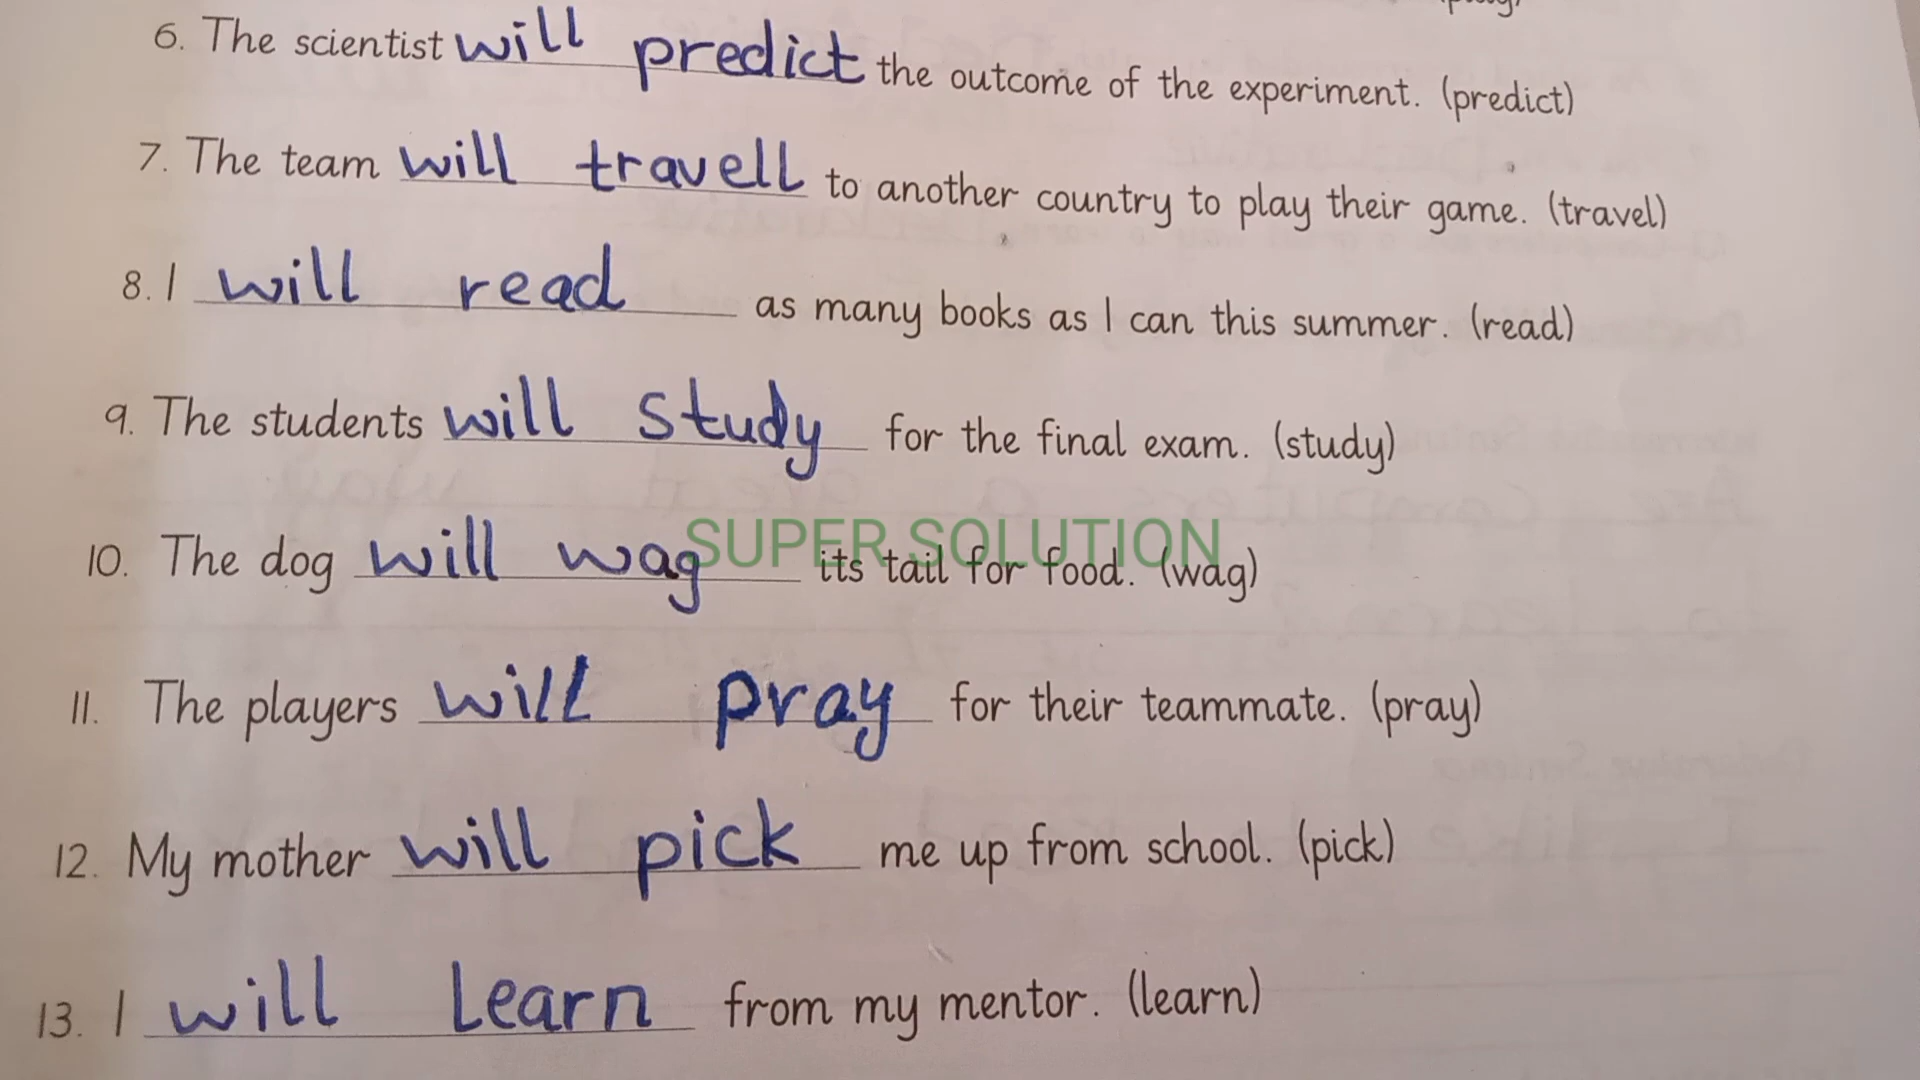 6. The scientist will predict the outcome of the experiment. (predict)
7. The team will travell to another country to play their game. (travel)
8. I will read as many books as I can this summer. (read)
9. The students will study for the final exam. (study)
SUPER SOLUTION
10. The dog will wag its tail for food. (wag)
11. The players will pray for their teammate. (pray)
12. My mother will pick me up from school. (pick)
13. I will learn from my mentor. (learn)